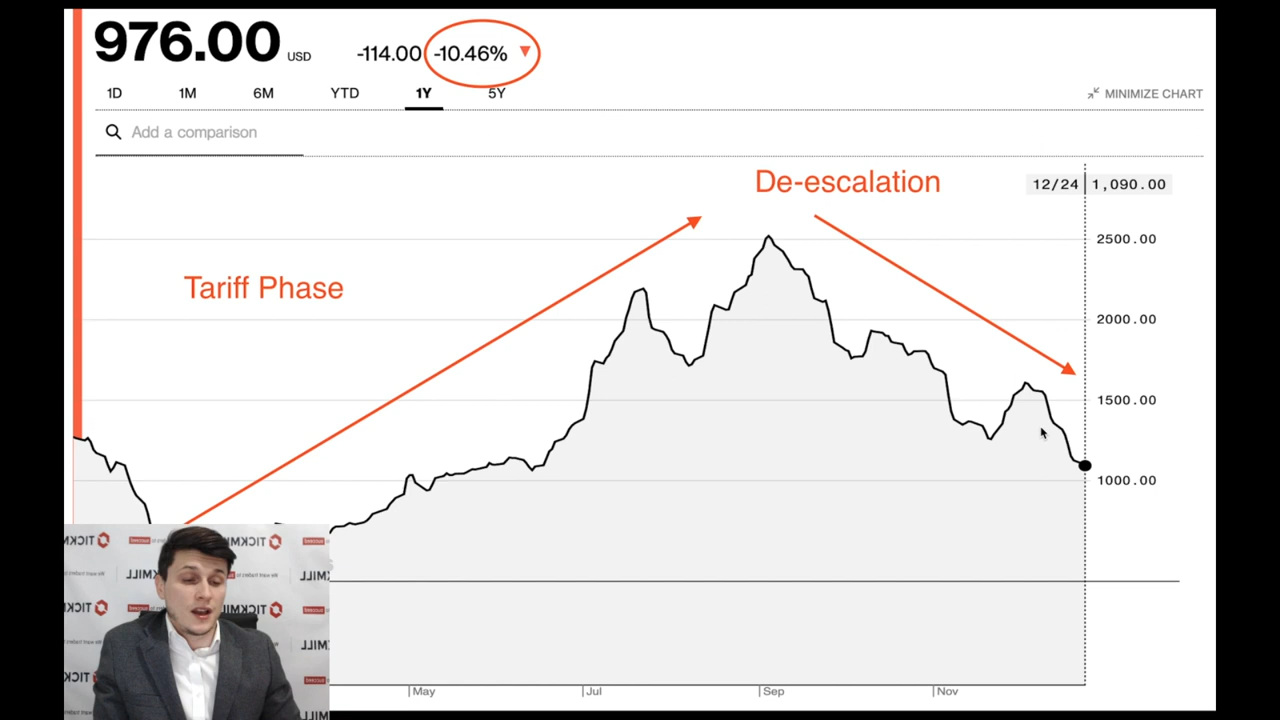 976.00 USD -114.00 -10.46%
1D 1M 6M YTD 1Y 5Y MINIMIZE CHART
Add a comparison
De-escalation
12/24 1,090.00
Tariff Phase
2500.00
2000.00
1500.00
1000.00
TICKMILL
May Jul Sep Nov